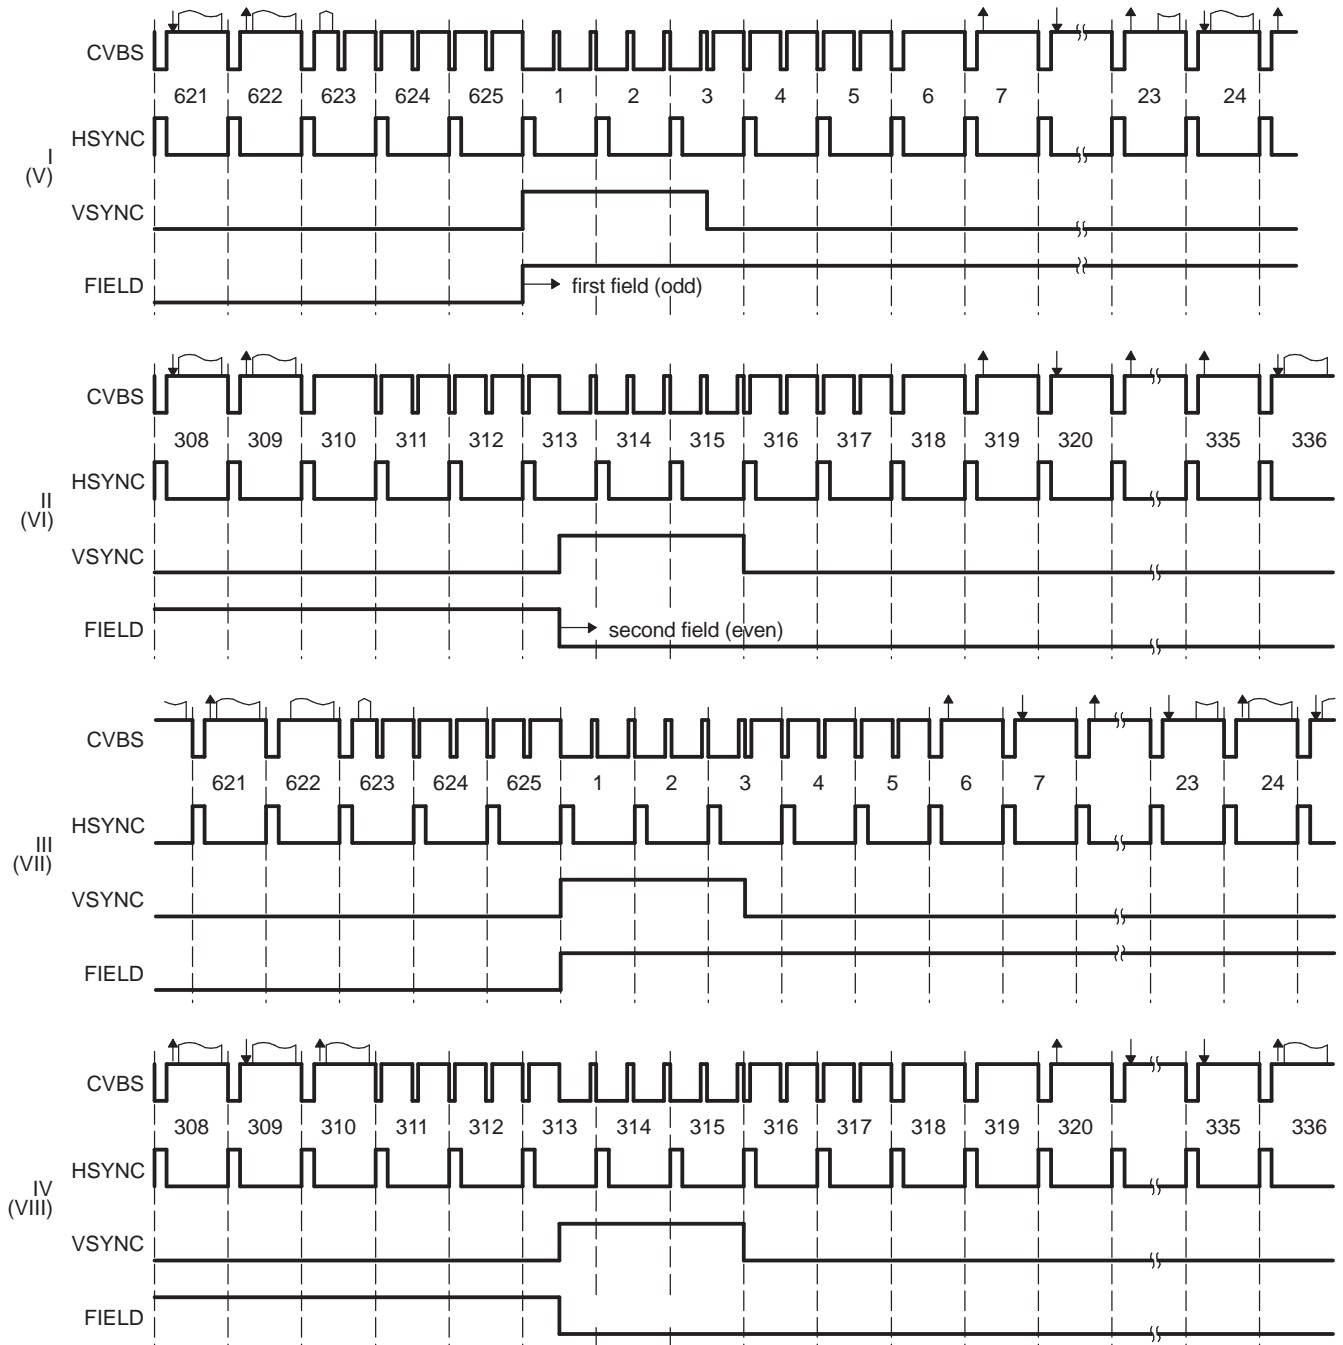 CVBS
621 622 623 624 625 1 2 3 4 5 6 7 23 24
HSYNC
I
(V)
VSYNC
FIELD
first field (odd)
CVBS
308 309 310 311 312 313 314 315 316 317 318 319 320 335 336
HSYNC
II
(VI)
VSYNC
FIELD
second field (even)
CVBS
621 622 623 624 625 1 2 3 4 5 6 7 23 24
HSYNC
III
(VII)
VSYNC
FIELD
CVBS
308 309 310 311 312 313 314 315 316 317 318 319 320 335 336
HSYNC
IV
(VIII)
VSYNC
FIELD